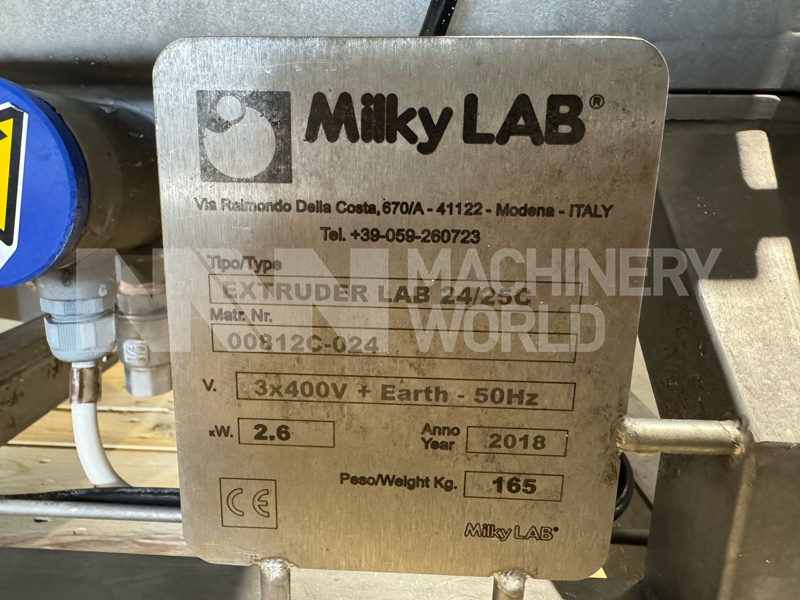 Milky LAB®
Via Raimondo Della Costa, 670/A - 41122 - Modena - ITALY
Tel. +39-059-260723
Tipo/Type
EXTRUDER LAB 24/25C
Matr. Nr.
00812C-024
V. 3x400V + Earth - 50Hz
kW. 2.6
Anno
Year 2018
Peso/Weight Kg. 165
CE
Milky LAB®
MACHINERY
WORLD